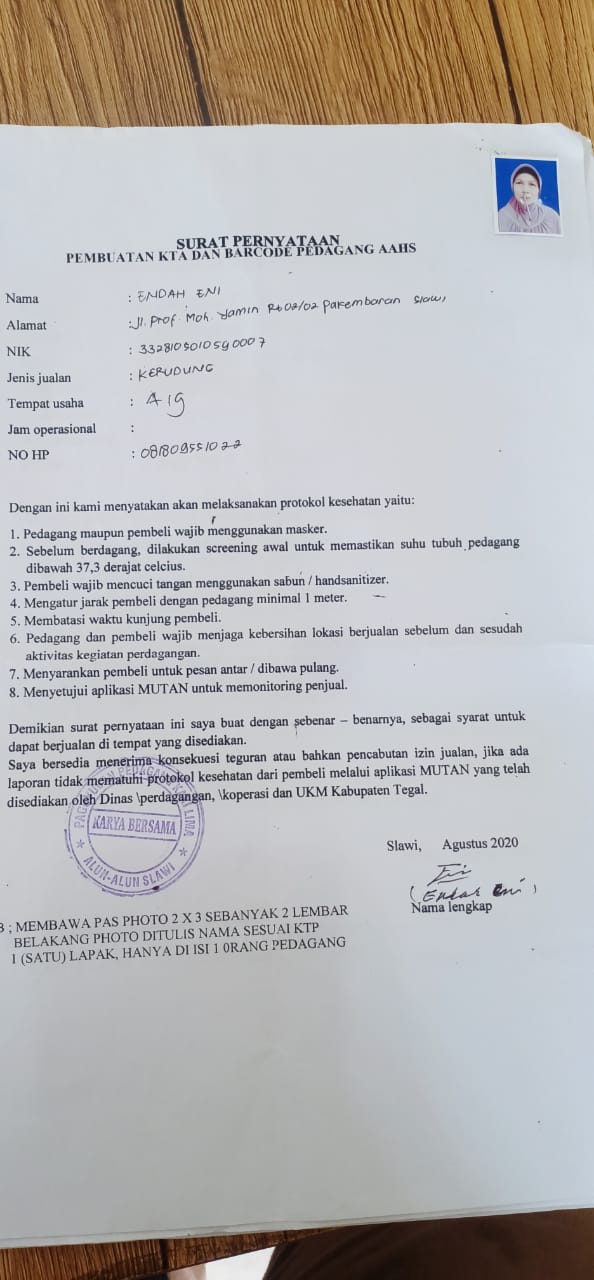 SURAT PERNYATAAN
PEMBUATAN KTA DAN BARCODE PEDAGANG AAHS
Nama : ENDAH ENI
Alamat : Jl. Prof. Moh. Yamin Rt 02/02 Pakembaran Slawi
NIK : 3328105010590007
Jenis jualan : KERUDUNG
Tempat usaha : A 19
Jam operasional :
NO HP : 081809551022
Dengan ini kami menyatakan akan melaksanakan protokol kesehatan yaitu:
1. Pedagang maupun pembeli wajib menggunakan masker.
2. Sebelum berdagang, dilakukan screening awal untuk memastikan suhu tubuh pedagang
dibawah 37,3 derajat celcius.
3. Pembeli wajib mencuci tangan menggunakan sabun / handsanitizer.
4. Mengatur jarak pembeli dengan pedagang minimal 1 meter.
5. Membatasi waktu kunjung pembeli.
6. Pedagang dan pembeli wajib menjaga kebersihan lokasi berjualan sebelum dan sesudah
aktivitas kegiatan perdagangan.
7. Menyarankan pembeli untuk pesan antar / dibawa pulang.
8. Menyetujui aplikasi MUTAN untuk memonitoring penjual.
Demikian surat pernyataan ini saya buat dengan sebenar – benarnya, sebagai syarat untuk
dapat berjualan di tempat yang disediakan.
Saya bersedia menerima konsekuesi teguran atau bahkan pencabutan izin jualan, jika ada
laporan tidak mematuhi protokol kesehatan dari pembeli melalui aplikasi MUTAN yang telah
disediakan oleh Dinas \perdagangan, \koperasi dan UKM Kabupaten Tegal.
PAGUYUBAN PEDAGANG KAKI LIMA
KARYA BERSAMA
* ALUN-ALUN SLAWI *
Slawi, Agustus 2020
(Endah Eni)
Nama lengkap
B ; MEMBAWA PAS PHOTO 2 X 3 SEBANYAK 2 LEMBAR
BELAKANG PHOTO DITULIS NAMA SESUAI KTP
1 (SATU) LAPAK, HANYA DI ISI 1 0RANG PEDAGANG